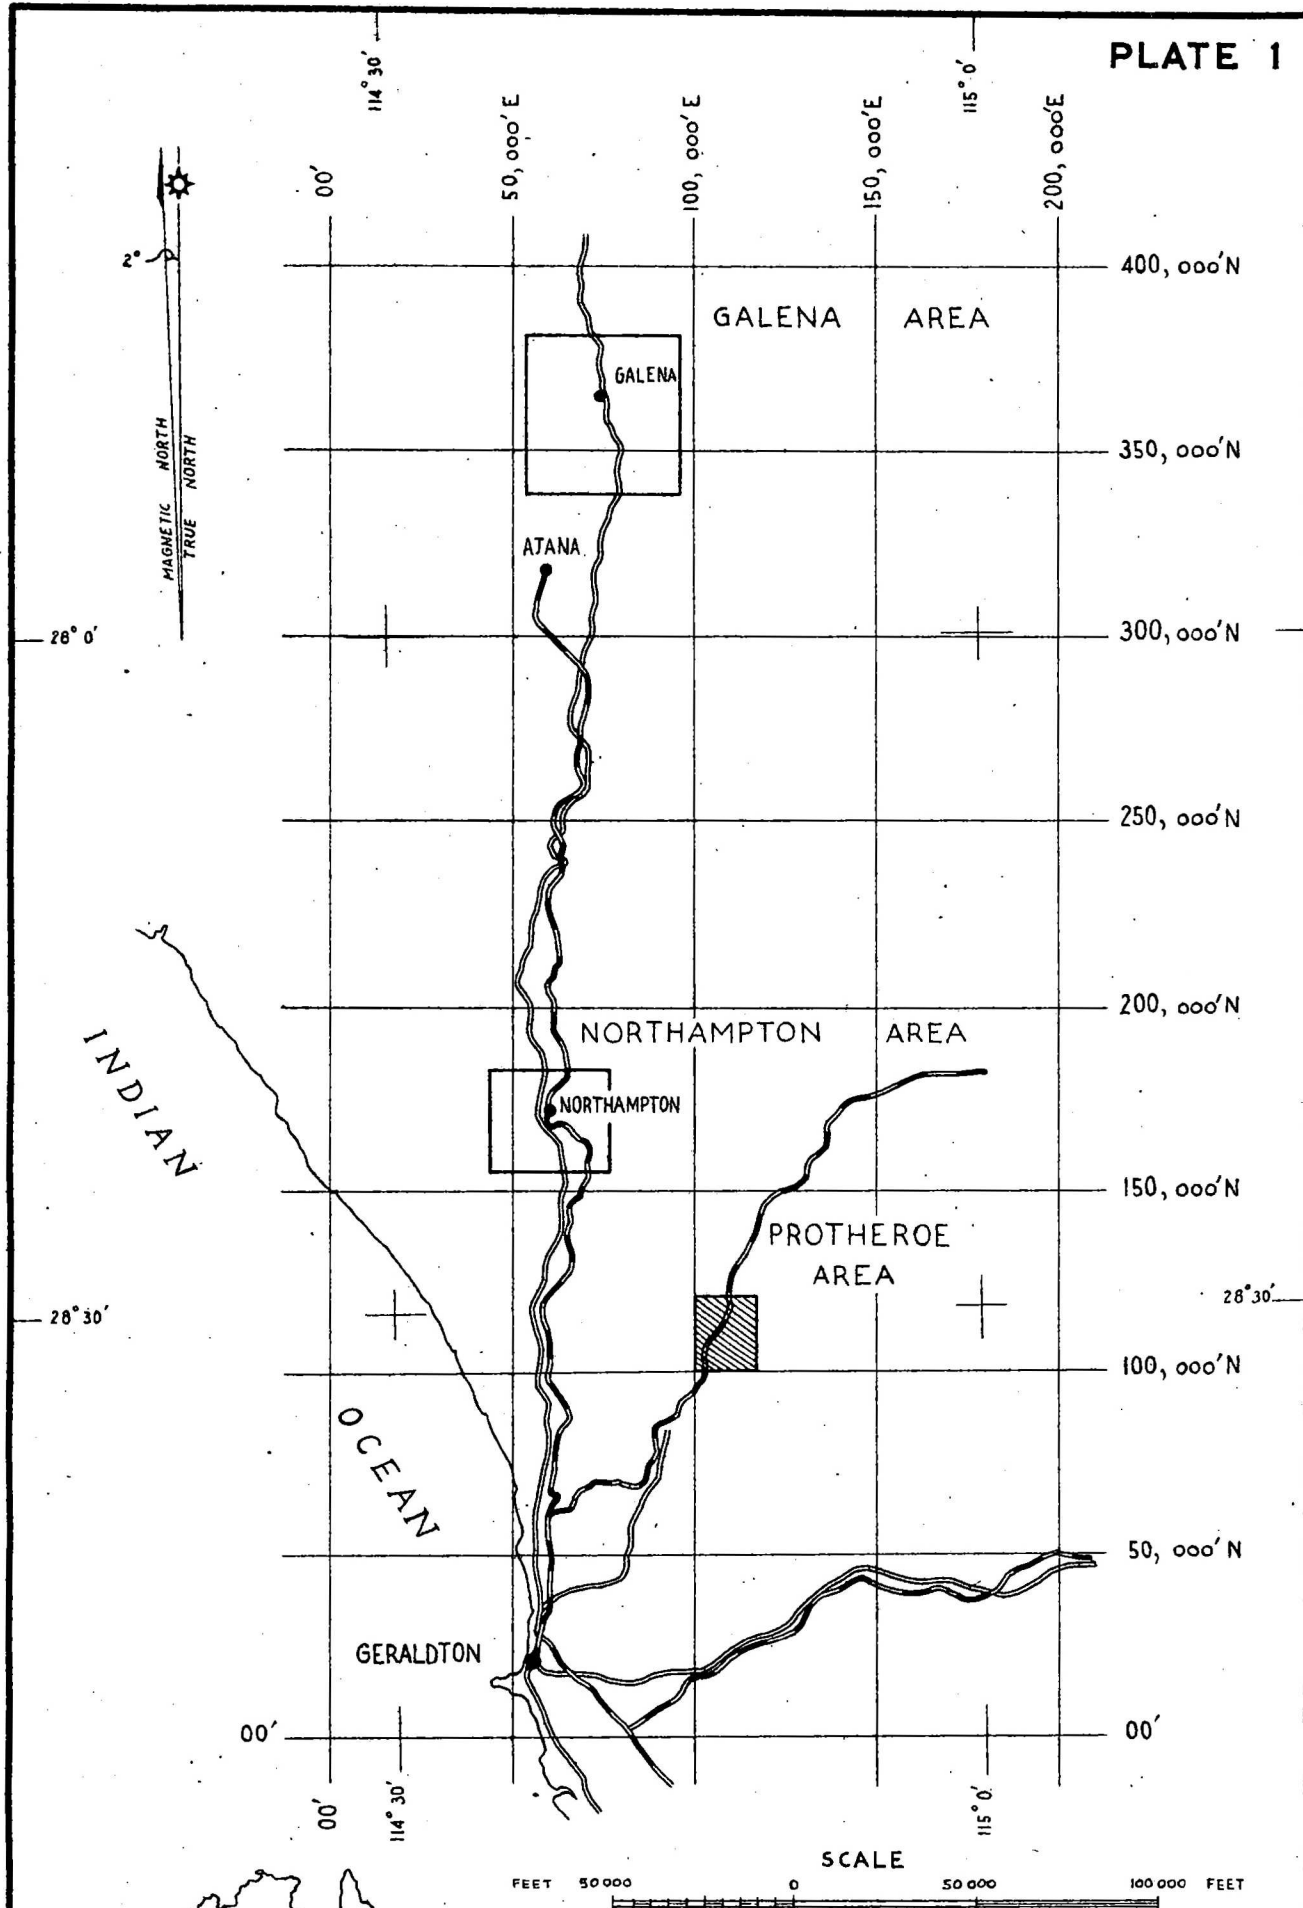 PLATE 1
114° 30'
115° 0'
00'
50,000'E
100,000'E
150,000'E
200,000'E
2°
MAGNETIC NORTH
TRUE NORTH
400,000'N
GALENA AREA
GALENA
350,000'N
AJANA
28° 0'
300,000'N
250,000'N
200,000'N
NORTHAMPTON AREA
NORTHAMPTON
INDIAN
150,000'N
PROTHEROE
AREA
28° 30'
28° 30'
100,000'N
OCEAN
50,000'N
GERALDTON
00'
00'
00'
114° 30'
115° 0'
SCALE
FEET 50 000 0 50 000 100 000 FEET